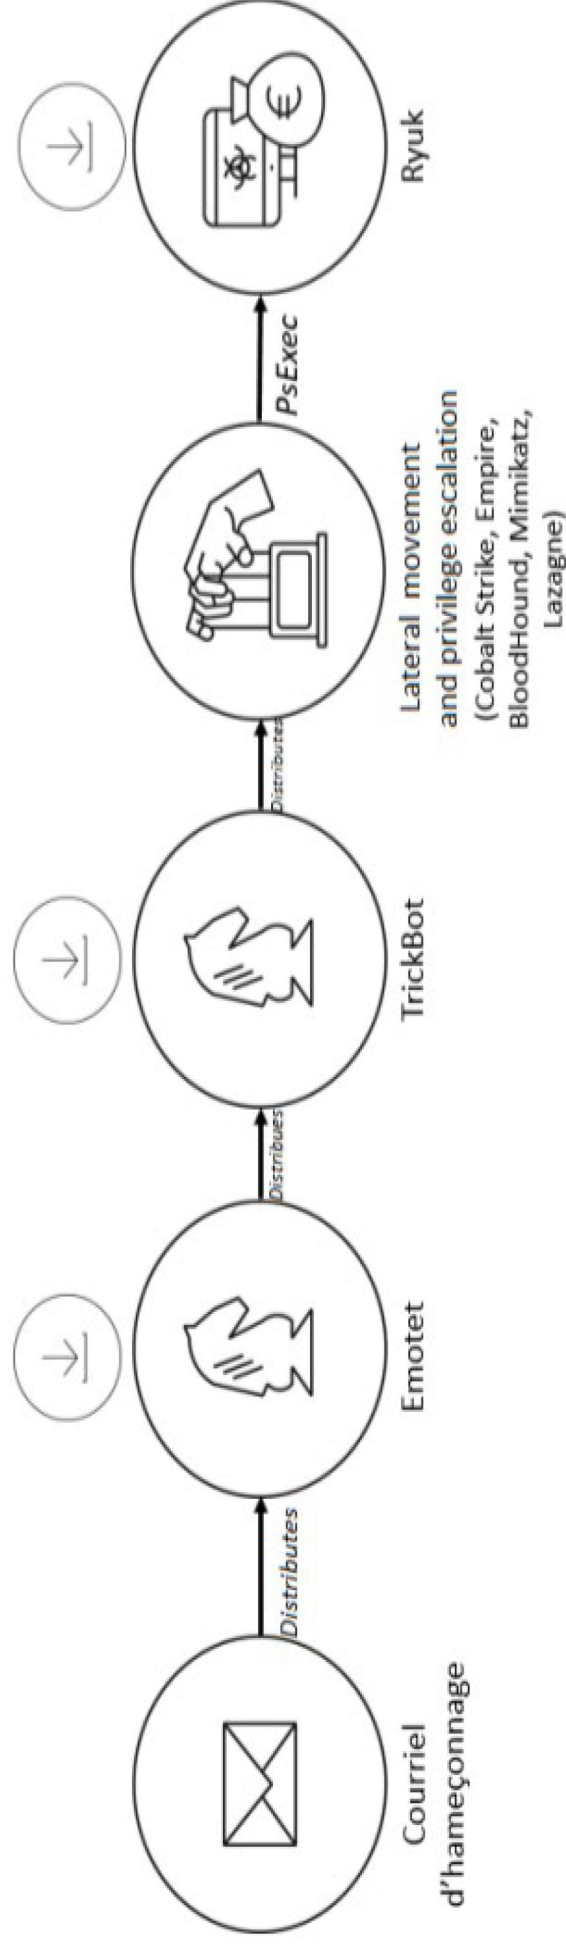 Courriel
d'hameçonnage
Distributes
Emotet
Distribues
TrickBot
Distributes
Lateral movement
and privilege escalation
(Cobalt Strike, Empire,
BloodHound, Mimikatz,
Lazagne)
PsExec
Ryuk
€